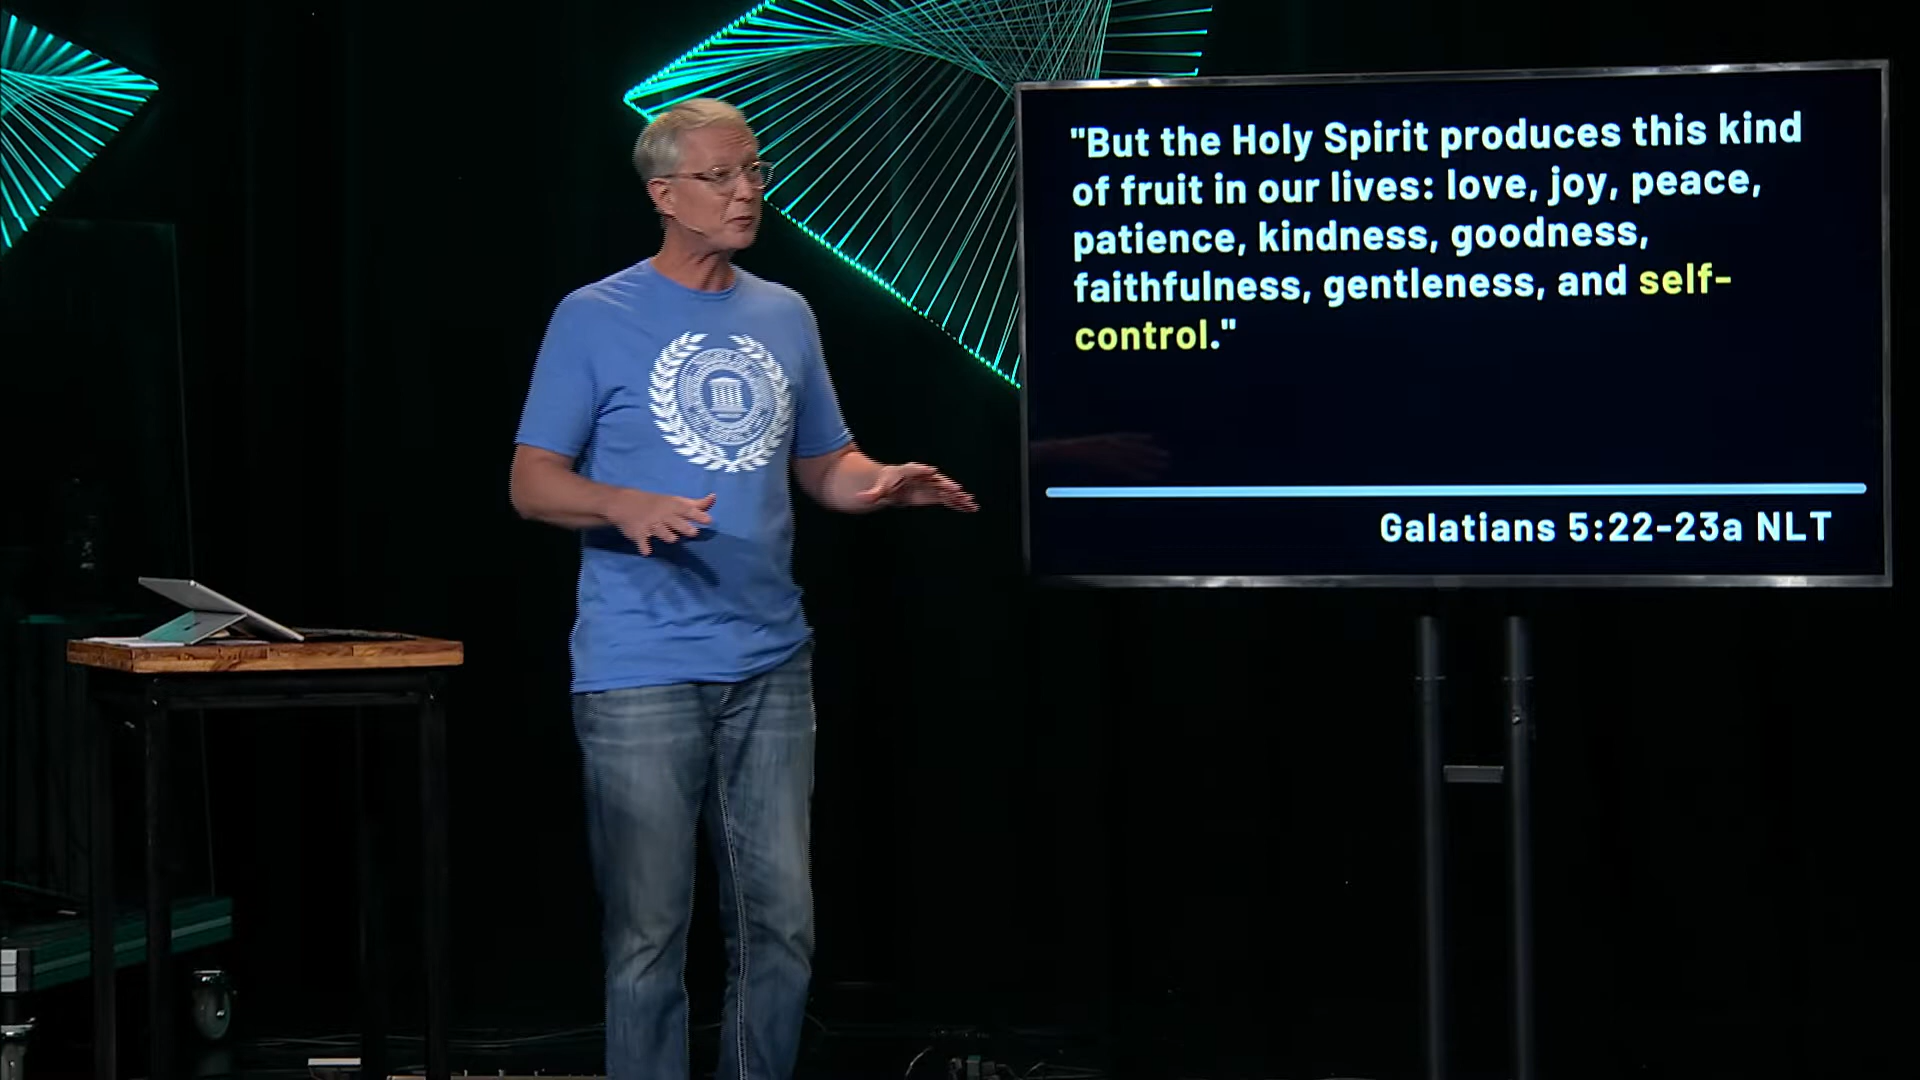 "But the Holy Spirit produces this kind
of fruit in our lives: love, joy, peace,
patience, kindness, goodness,
faithfulness, gentleness, and self-
control."
Galatians 5:22-23a NLT